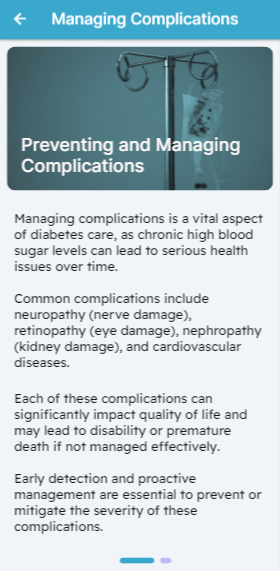 Managing Complications
Preventing and Managing
Complications
Managing complications is a vital aspect
of diabetes care, as chronic high blood
sugar levels can lead to serious health
issues over time.
Common complications include
neuropathy (nerve damage),
retinopathy (eye damage), nephropathy
(kidney damage), and cardiovascular
diseases.
Each of these complications can
significantly impact quality of life and
may lead to disability or premature
death if not managed effectively.
Early detection and proactive
management are essential to prevent or
mitigate the severity of these
complications.